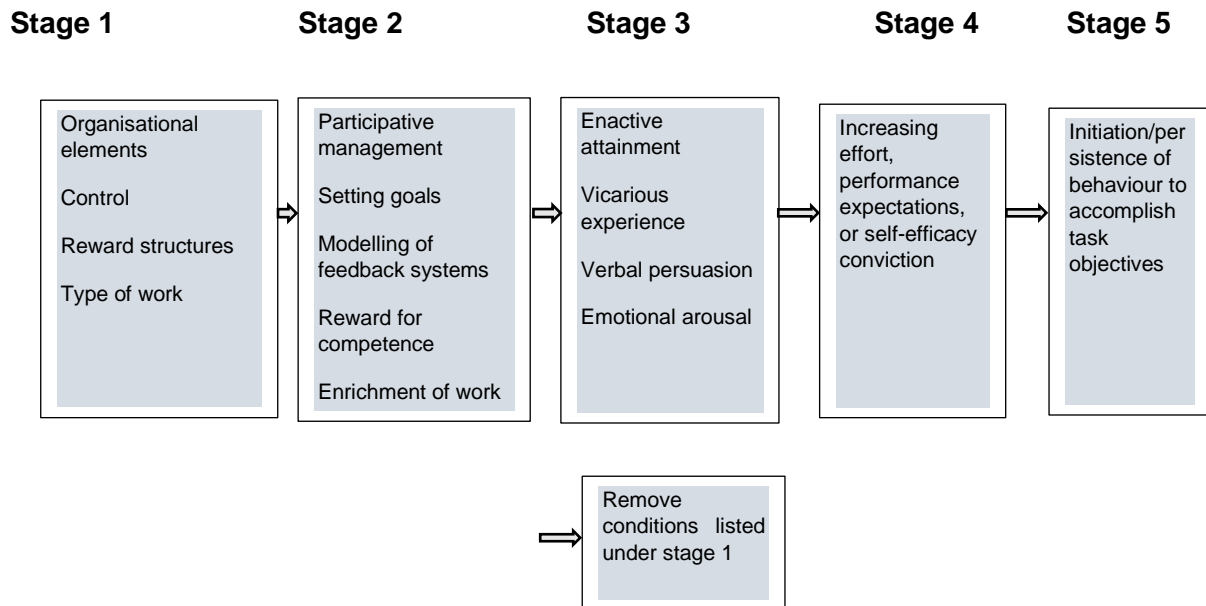 Stage 1 Stage 2 Stage 3 Stage 4 Stage 5
Organisational
elements
Control
Reward structures
Type of work
Participative
management
Setting goals
Modelling of
feedback systems
Reward for
competence
Enrichment of work
Enactive
attainment
Vicarious
experience
Verbal persuasion
Emotional arousal
Increasing
effort,
performance
expectations,
or self-efficacy
conviction
Initiation/per
sistence of
behaviour to
accomplish
task
objectives
Remove
conditions listed
under stage 1